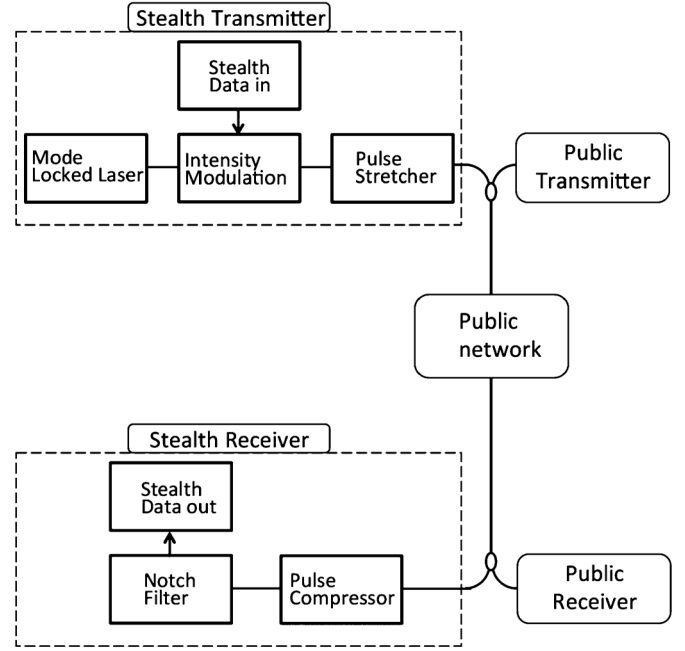 Stealth Transmitter
Stealth
Data in
Mode
Locked Laser
Intensity
Modulation
Pulse
Stretcher
Public
Transmitter
Public
network
Stealth Receiver
Stealth
Data out
Notch
Filter
Pulse
Compressor
Public
Receiver